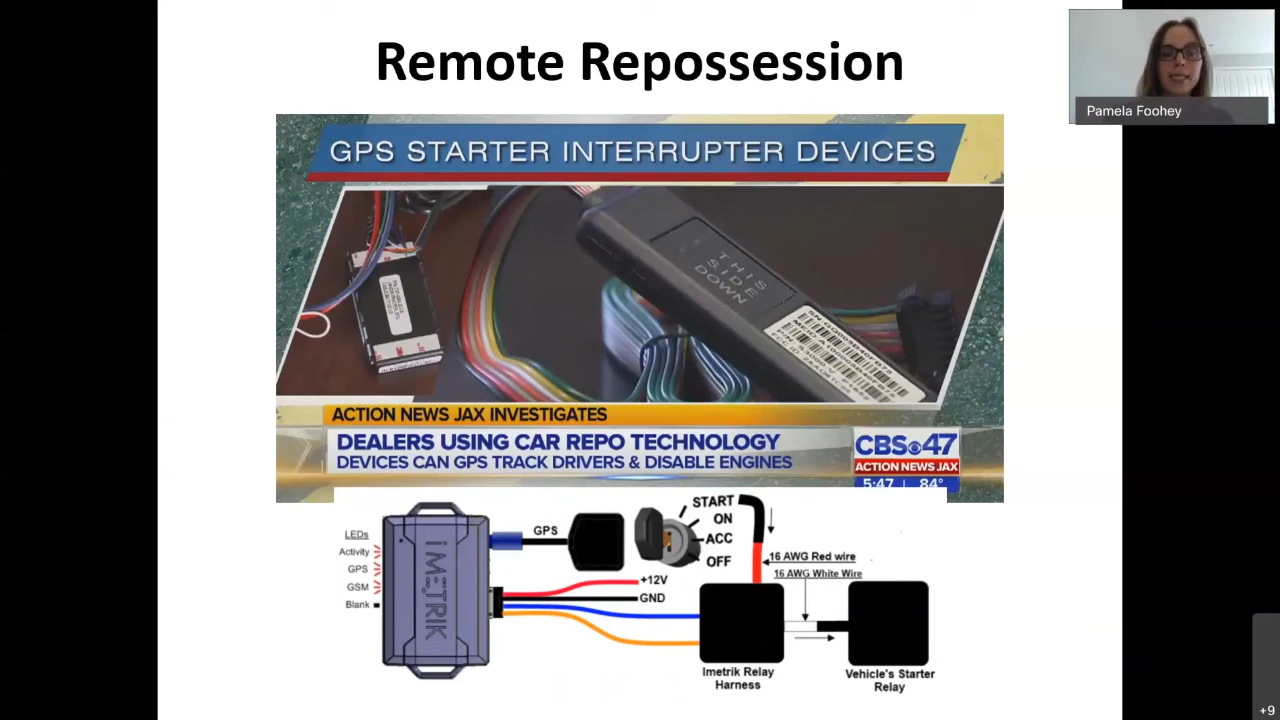 Remote Repossession
Pamela Foohey
GPS STARTER INTERRUPTER DEVICES
THIS
SIDE
DOWN
ACTION NEWS JAX INVESTIGATES
DEALERS USING CAR REPO TECHNOLOGY
DEVICES CAN GPS TRACK DRIVERS & DISABLE ENGINES
CBS 47
ACTION NEWS JAX
5:47 84°
LEDs
Activity
GPS
GSM
Blank
iMETRIK
GPS
START
ON
ACC
OFF
+12V
GND
16 AWG Red wire
16 AWG White Wire
Imetrik Relay
Harness
Vehicle's Starter
Relay
+9